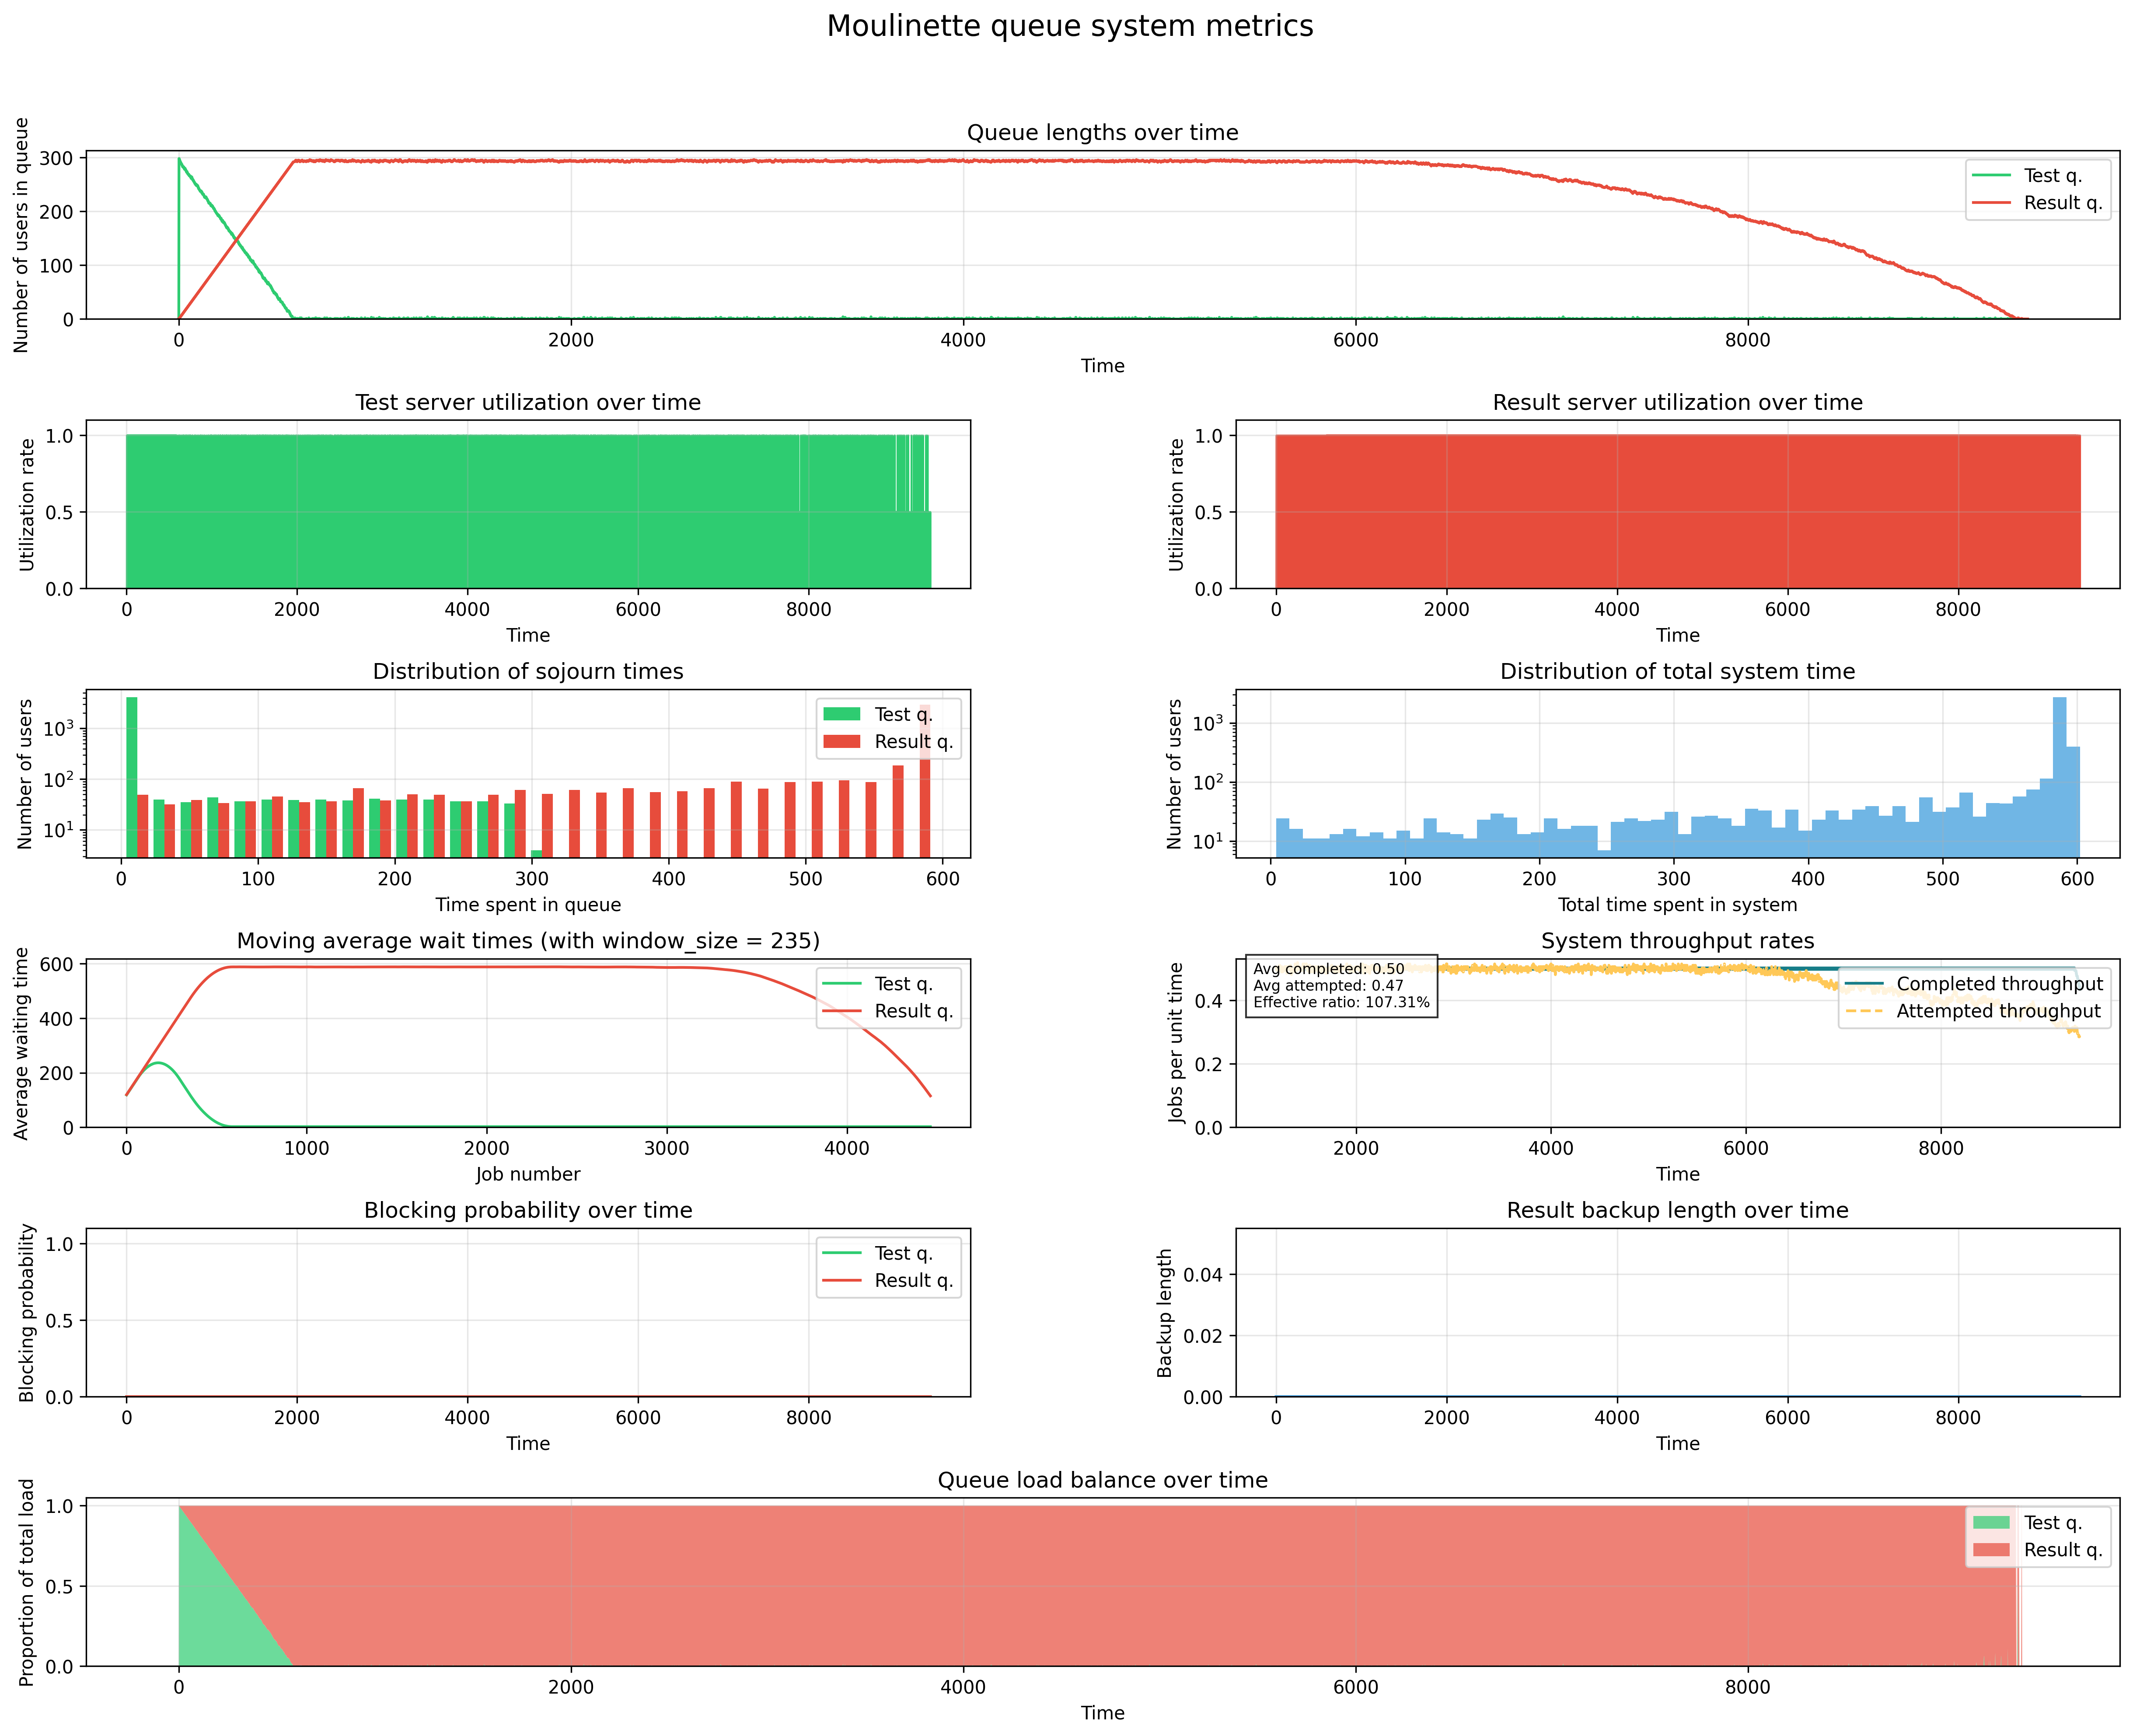 Moulinette queue system metrics
Queue lengths over time
Number of users in queue
300
200
100
0
Test q.
Result q.
0 2000 4000 6000 8000
Time
Test server utilization over time
Utilization rate
1.0
0.5
0.0
0 2000 4000 6000 8000
Time
Result server utilization over time
Utilization rate
1.0
0.5
0.0
0 2000 4000 6000 8000
Time
Distribution of sojourn times
Number of users
10³
10²
10¹
Test q.
Result q.
0 100 200 300 400 500 600
Time spent in queue
Distribution of total system time
Number of users
10³
10²
10¹
0 100 200 300 400 500 600
Total time spent in system
Moving average wait times (with window_size = 235)
Average waiting time
600
400
200
0
Test q.
Result q.
0 1000 2000 3000 4000
Job number
System throughput rates
Jobs per unit time
0.4
0.2
0.0
Avg completed: 0.50
Avg attempted: 0.47
Effective ratio: 107.31%
Completed throughput
Attempted throughput
2000 4000 6000 8000
Time
Blocking probability over time
Blocking probability
1.0
0.5
0.0
Test q.
Result q.
0 2000 4000 6000 8000
Time
Result backup length over time
Backup length
0.04
0.02
0.00
0 2000 4000 6000 8000
Time
Queue load balance over time
Proportion of total load
1.0
0.5
0.0
Test q.
Result q.
0 2000 4000 6000 8000
Time